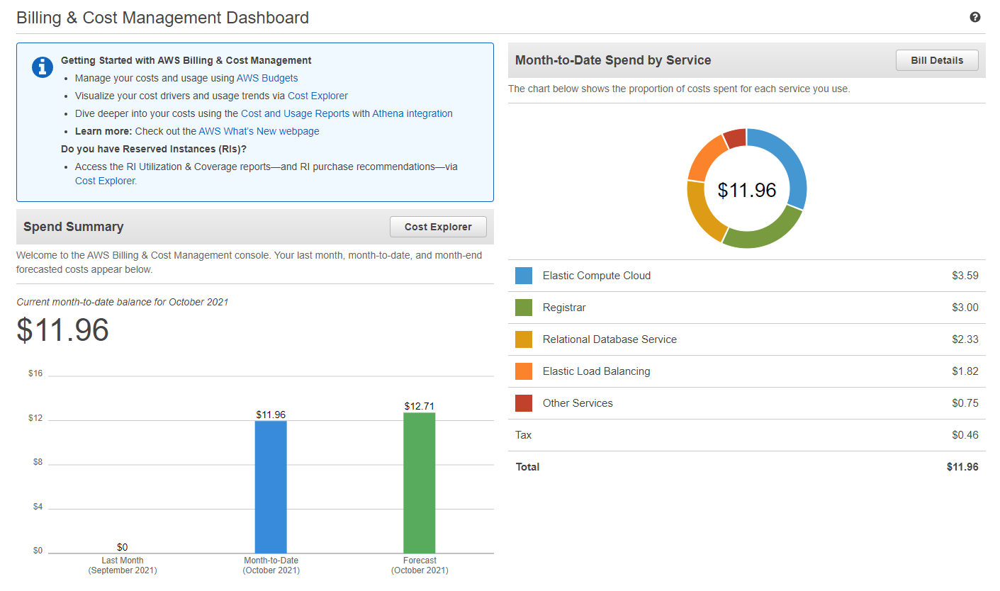 Billing & Cost Management Dashboard
?
Getting Started with AWS Billing & Cost Management
• Manage your costs and usage using AWS Budgets
• Visualize your cost drivers and usage trends via Cost Explorer
• Dive deeper into your costs using the Cost and Usage Reports with Athena integration
• Learn more: Check out the AWS What's New webpage
Do you have Reserved Instances (RIs)?
• Access the RI Utilization & Coverage reports—and RI purchase recommendations—via
Cost Explorer.
Spend Summary
Cost Explorer
Welcome to the AWS Billing & Cost Management console. Your last month, month-to-date, and month-end
forecasted costs appear below.
Current month-to-date balance for October 2021
$11.96
$16
$12
$8
$4
$0
$0
$11.96
$12.71
Last Month
(September 2021)
Month-to-Date
(October 2021)
Forecast
(October 2021)
Month-to-Date Spend by Service
Bill Details
The chart below shows the proportion of costs spent for each service you use.
$11.96
Elastic Compute Cloud $3.59
Registrar $3.00
Relational Database Service $2.33
Elastic Load Balancing $1.82
Other Services $0.75
Tax $0.46
Total $11.96